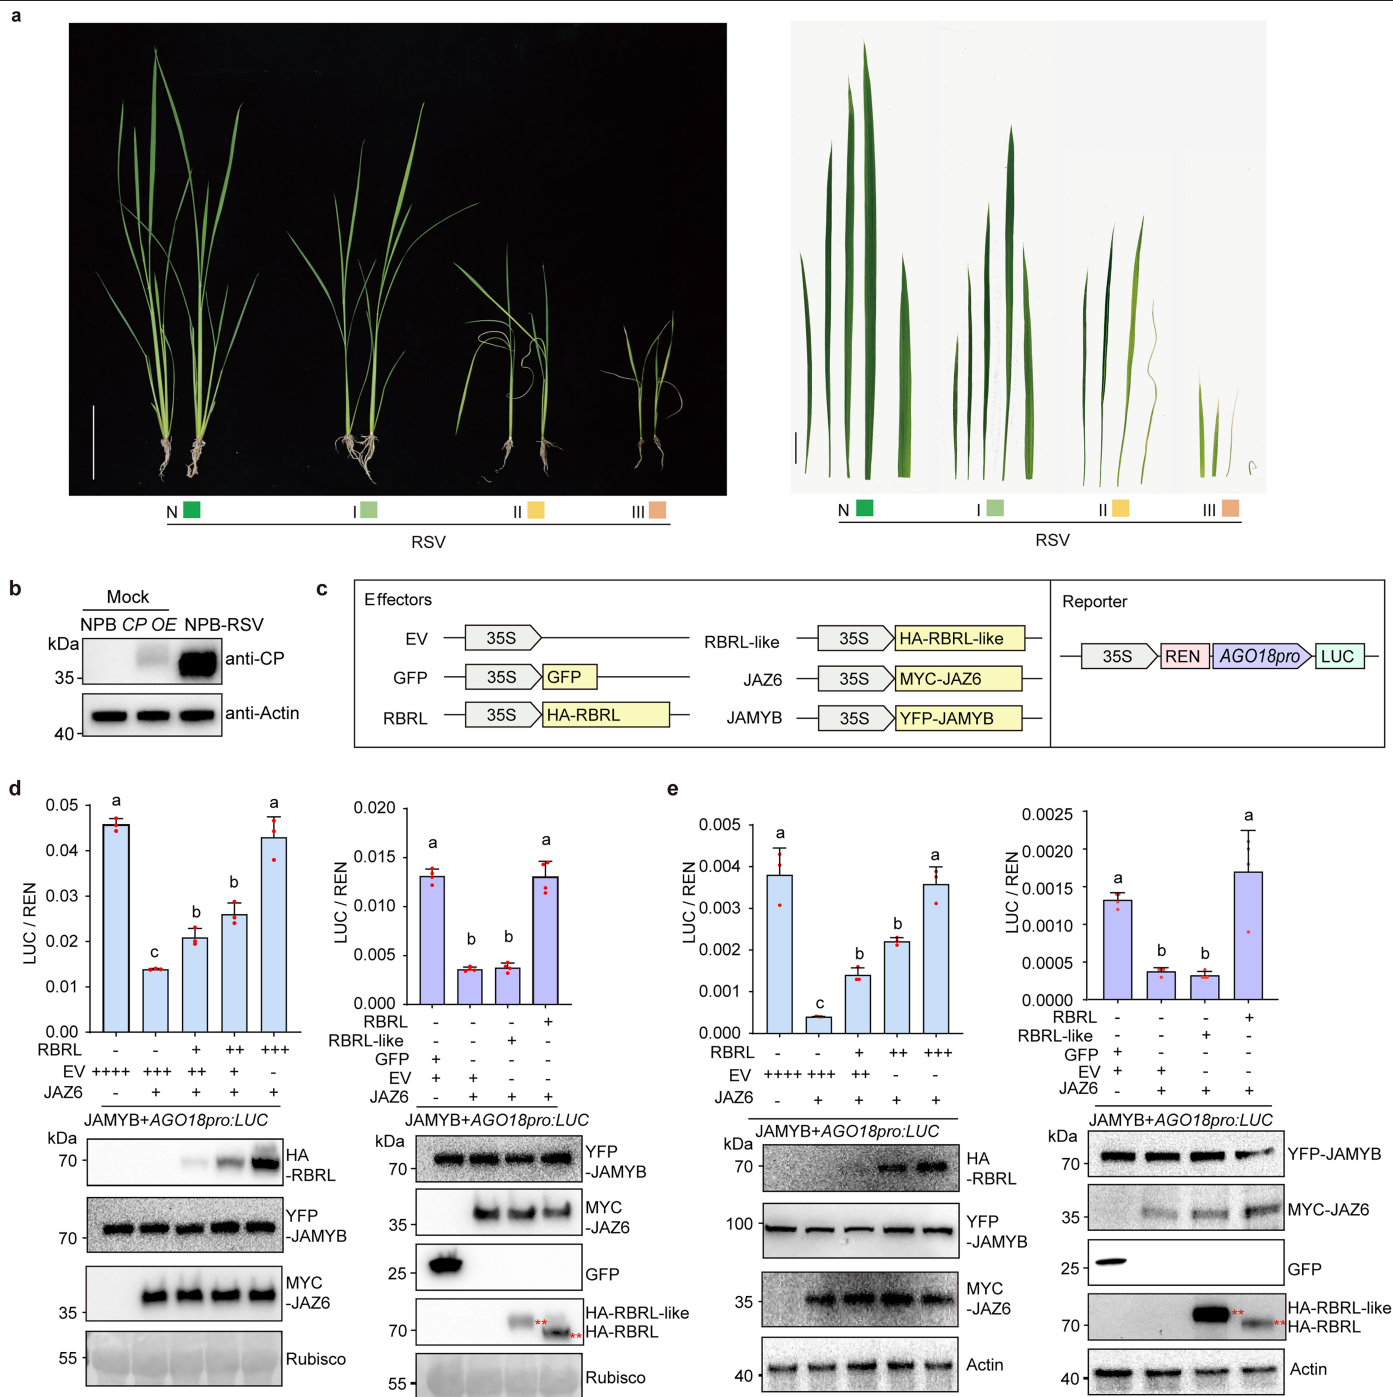 a
N I II III
RSV
N I II III
RSV
b
Mock
NPB CP OE NPB-RSV
kDa
35
anti-CP
40
anti-Actin
c
Effectors
EV 35S
GFP 35S GFP
RBRL 35S HA-RBRL
RBRL-like 35S HA-RBRL-like
JAZ6 35S MYC-JAZ6
JAMYB 35S YFP-JAMYB
Reporter
35S REN AGO18pro LUC
d
LUC / REN
0.05
0.04
0.03
0.02
0.01
0.00
a c b b a
RBRL - - + ++ +++
EV ++++ +++ ++ + -
JAZ6 - + + + +
JAMYB+AGO18pro:LUC
kDa
70
HA
-RBRL
70
YFP
-JAMYB
35
MYC
-JAZ6
55
Rubisco
LUC / REN
0.020
0.015
0.010
0.005
0.000
a b b a
RBRL - - - +
RBRL-like - - + -
GFP + - - -
EV + + - -
JAZ6 - + + +
JAMYB+AGO18pro:LUC
kDa
70
YFP
-JAMYB
35
MYC
-JAZ6
25
GFP
70
** **
HA-RBRL-like
HA-RBRL
55
Rubisco
e
LUC / REN
0.005
0.004
0.003
0.002
0.001
0.000
a c b b a
RBRL - - + ++ +++
EV ++++ +++ ++ - -
JAZ6 - + + + +
JAMYB+AGO18pro:LUC
kDa
70
HA
-RBRL
100
YFP
-JAMYB
35
MYC
-JAZ6
40
Actin
LUC / REN
0.0025
0.0020
0.0015
0.0010
0.0005
0.0000
a b b a
RBRL - - - +
RBRL-like - - + -
GFP + - - -
EV + + - -
JAZ6 - + + +
JAMYB+AGO18pro:LUC
kDa
70
YFP-JAMYB
35
MYC-JAZ6
25
GFP
70
** **
HA-RBRL-like
HA-RBRL
40
Actin